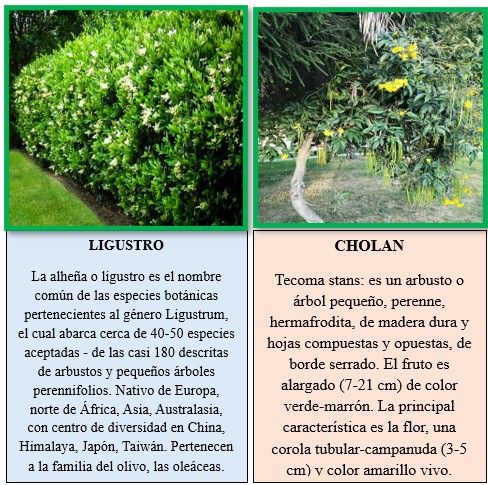 LIGUSTRO
La alheña o ligustro es el nombre
común de las especies botánicas
pertenecientes al género Ligustrum,
el cual abarca cerca de 40-50 especies
aceptadas - de las casi 180 descritas
de arbustos y pequeños árboles
perennifolios. Nativo de Europa,
norte de África, Asia, Australasia,
con centro de diversidad en China,
Himalaya, Japón, Taiwán. Pertenecen
a la familia del olivo, las oleáceas.
CHOLAN
Tecoma stans: es un arbusto o
árbol pequeño, perenne,
hermafrodita, de madera dura y
hojas compuestas y opuestas, de
borde serrado. El fruto es
alargado (7-21 cm) de color
verde-marrón. La principal
característica es la flor, una
corola tubular-campanuda (3-5
cm) y color amarillo vivo.